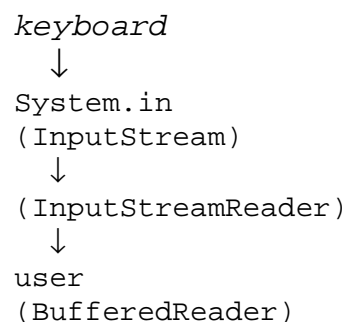 keyboard
↓
System.in
(InputStream)
↓
(InputStreamReader)
↓
user
(BufferedReader)